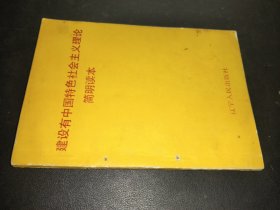 建设有中国特色社会主义理论
简明读本
辽宁人民出版社